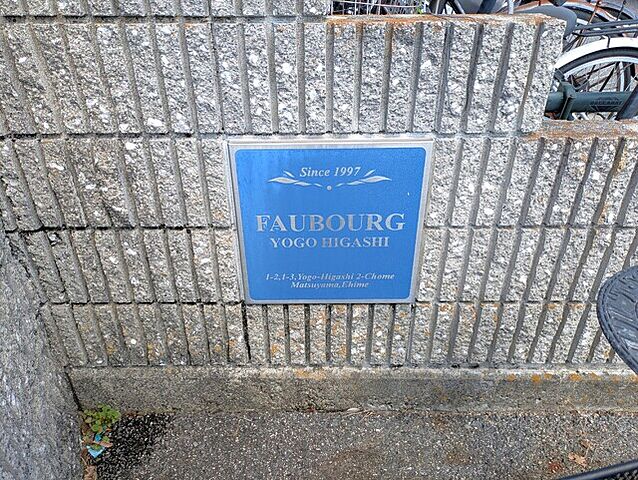 Since 1997
FAUBOURG
YOGO HIGASHI
1-2,1-3,Yogo-Higashi 2-Chome
Matsuyama,Ehime